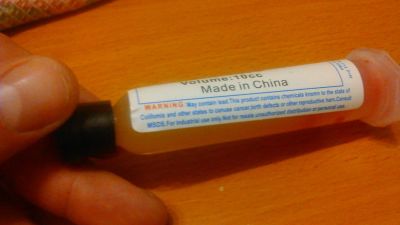 Volume:10cc
Made in China
WARNING May contain lead.This product contains chemicals known to the state of
California and other states to canuse cancer,birth defects or other reproductive harm.Consult
MSDS.For industrial use only.Not for resale.unauthorized distribution or personal use.